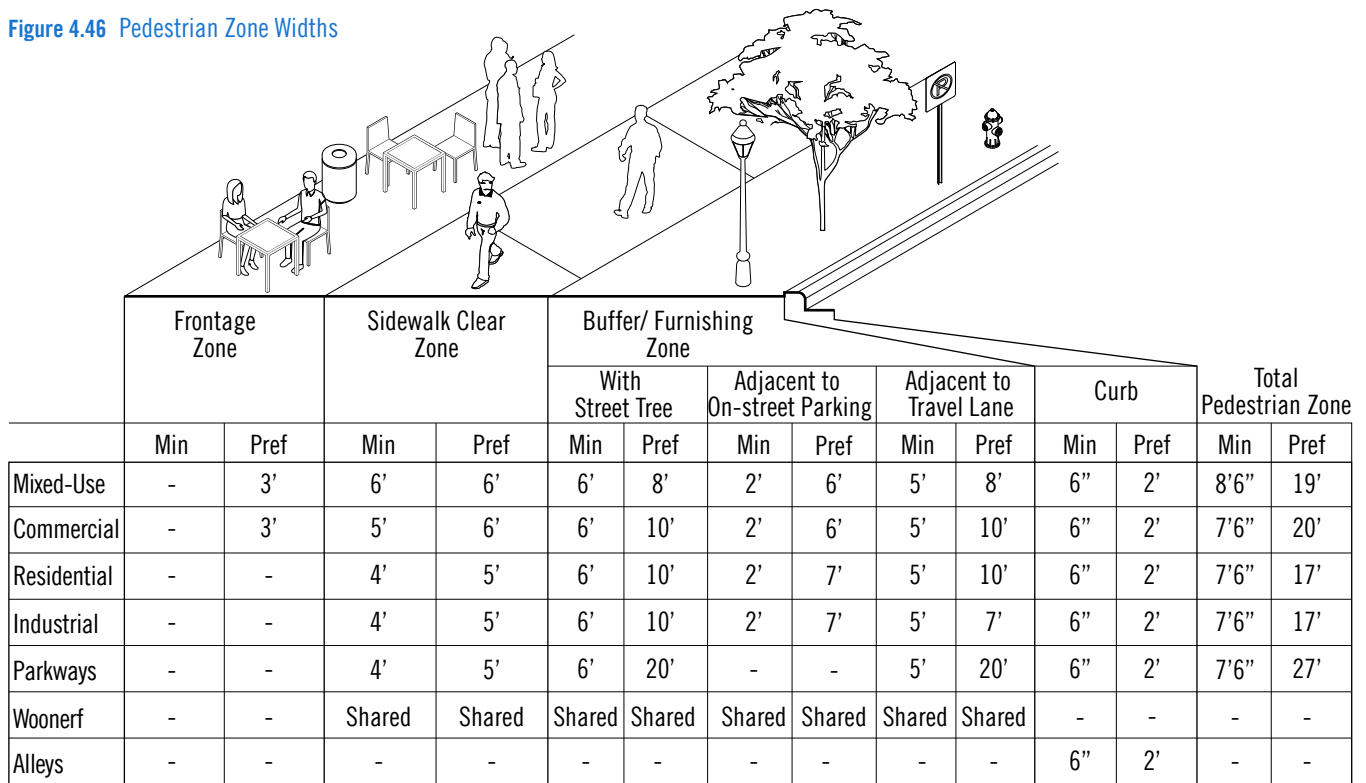 Figure 4.46 Pedestrian Zone Widths
Frontage
Zone
Sidewalk Clear
Zone
Buffer/ Furnishing
Zone
With
Street Tree
Adjacent to
On-street Parking
Adjacent to
Travel Lane
Curb
Total
Pedestrian Zone
Min Pref Min Pref Min Pref Min Pref Min Pref Min Pref Min Pref
Mixed-Use - 3’ 6’ 6’ 6’ 8’ 2’ 6’ 5’ 8’ 6” 2’ 8’6” 19’
Commercial - 3’ 5’ 6’ 6’ 10’ 2’ 6’ 5’ 10’ 6” 2’ 7’6” 20’
Residential - - 4’ 5’ 6’ 10’ 2’ 7’ 5’ 10’ 6” 2’ 7’6” 17’
Industrial - - 4’ 5’ 6’ 10’ 2’ 7’ 5’ 7’ 6” 2’ 7’6” 17’
Parkways - - 4’ 5’ 6’ 20’ - - 5’ 20’ 6” 2’ 7’6” 27’
Woonerf - - Shared Shared Shared Shared Shared Shared Shared Shared - - - -
Alleys - - - - - - - - - - 6” 2’ - -